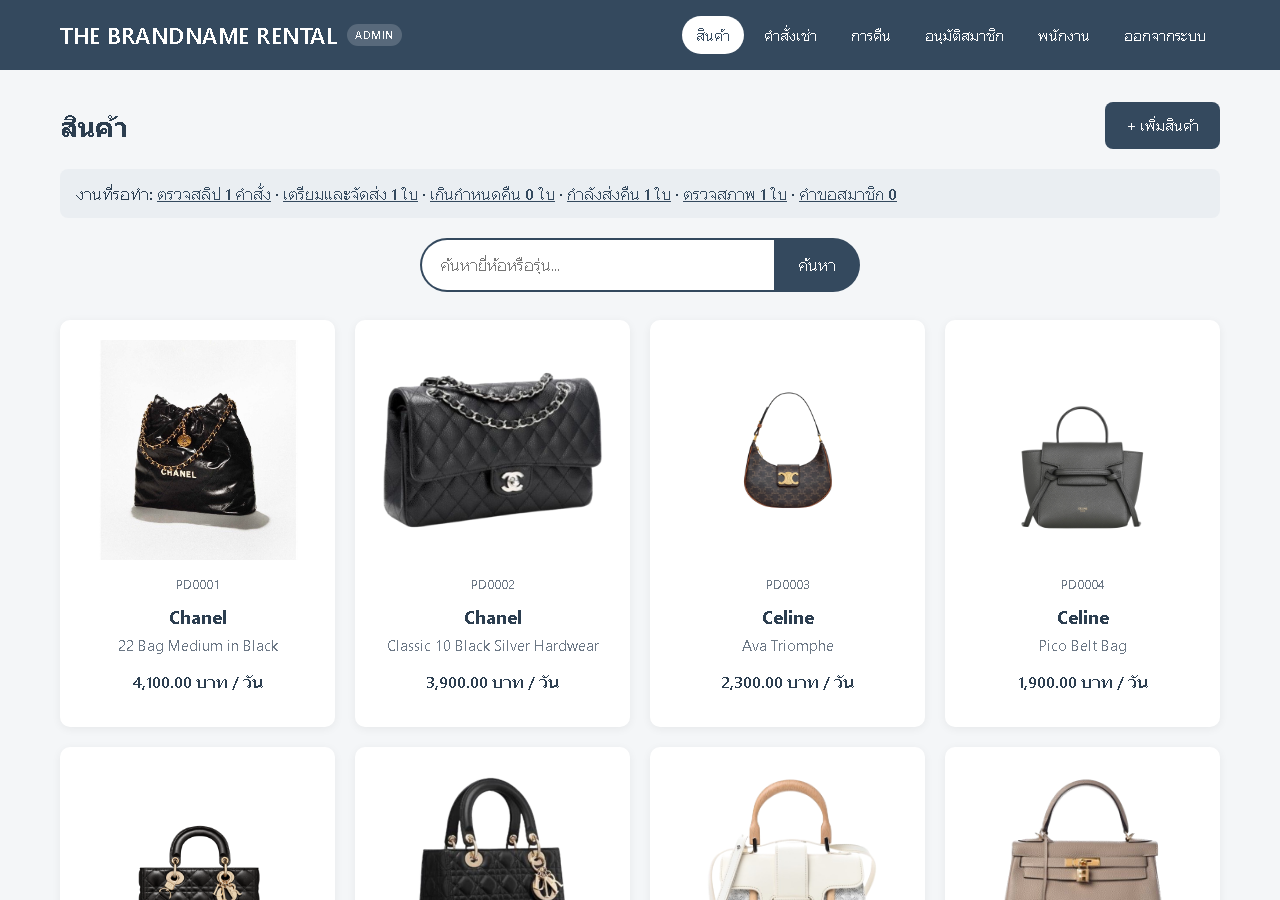 THE BRANDNAME RENTAL ADMIN สินค้า คำสั่งเช่า การคืน อนุมัติสมาชิก พนักงาน ออกจากระบบ
สินค้า + เพิ่มสินค้า
งานที่รอทำ: ตรวจสลิป 1 คำสั่ง · เตรียมและจัดส่ง 1 ใบ · เกินกำหนดคืน 0 ใบ · กำลังส่งคืน 1 ใบ · ตรวจสภาพ 1 ใบ · คำขอสมาชิก 0
ค้นหายี่ห้อหรือรุ่น... ค้นหา
CHANEL
PD0001 PD0002 PD0003 PD0004
Chanel Chanel Celine Celine
22 Bag Medium in Black Classic 10 Black Silver Hardwear Ava Triomphe Pico Belt Bag
4,100.00 บาท / วัน 3,900.00 บาท / วัน 2,300.00 บาท / วัน 1,900.00 บาท / วัน